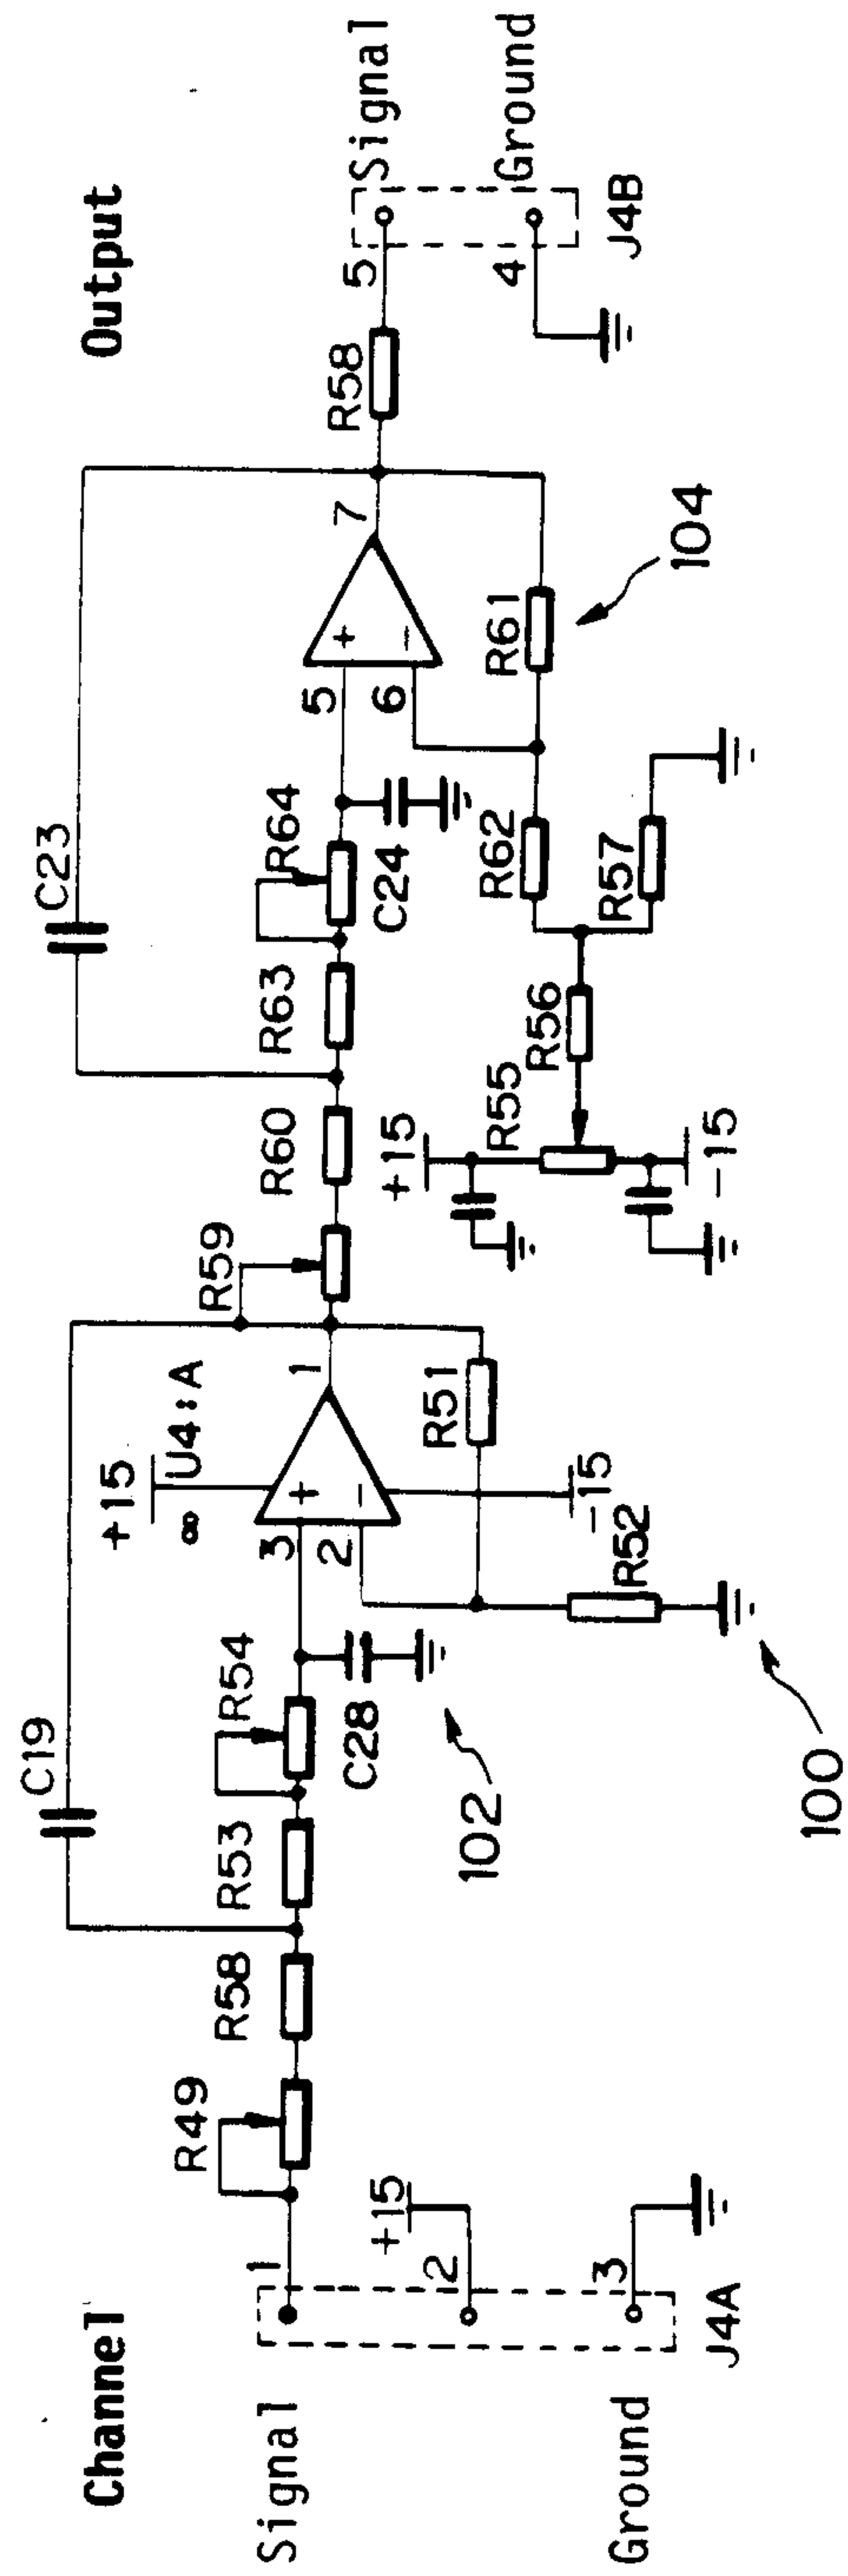 Channel
Output
C19
C23
+15
U4:A
8
R49
R58
R53
R54
3
2
1
R59
R60
R63
R64
5
6
7
R58
5
Signal
Signal
1
+15
2
3
Ground
J4A
C28
102
R51
-15
R52
100
+15
R55
-15
R56
R62
R57
C24
R61
104
4
Ground
J4B